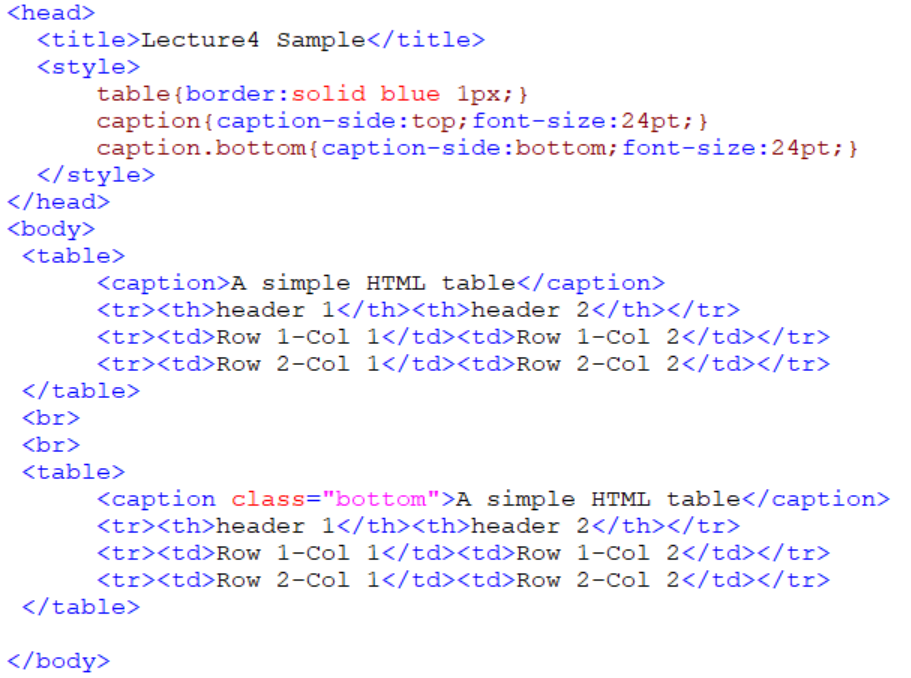 <head>
  <title>Lecture4 Sample</title>
  <style>
      table{border:solid blue 1px;}
      caption{caption-side:top;font-size:24pt;}
      caption.bottom{caption-side:bottom;font-size:24pt;}
  </style>
</head>
<body>
 <table>
      <caption>A simple HTML table</caption>
      <tr><th>header 1</th><th>header 2</th></tr>
      <tr><td>Row 1-Col 1</td><td>Row 1-Col 2</td></tr>
      <tr><td>Row 2-Col 1</td><td>Row 2-Col 2</td></tr>
 </table>
 <br>
 <br>
 <table>
      <caption class="bottom">A simple HTML table</caption>
      <tr><th>header 1</th><th>header 2</th></tr>
      <tr><td>Row 1-Col 1</td><td>Row 1-Col 2</td></tr>
      <tr><td>Row 2-Col 1</td><td>Row 2-Col 2</td></tr>
 </table>
</body>